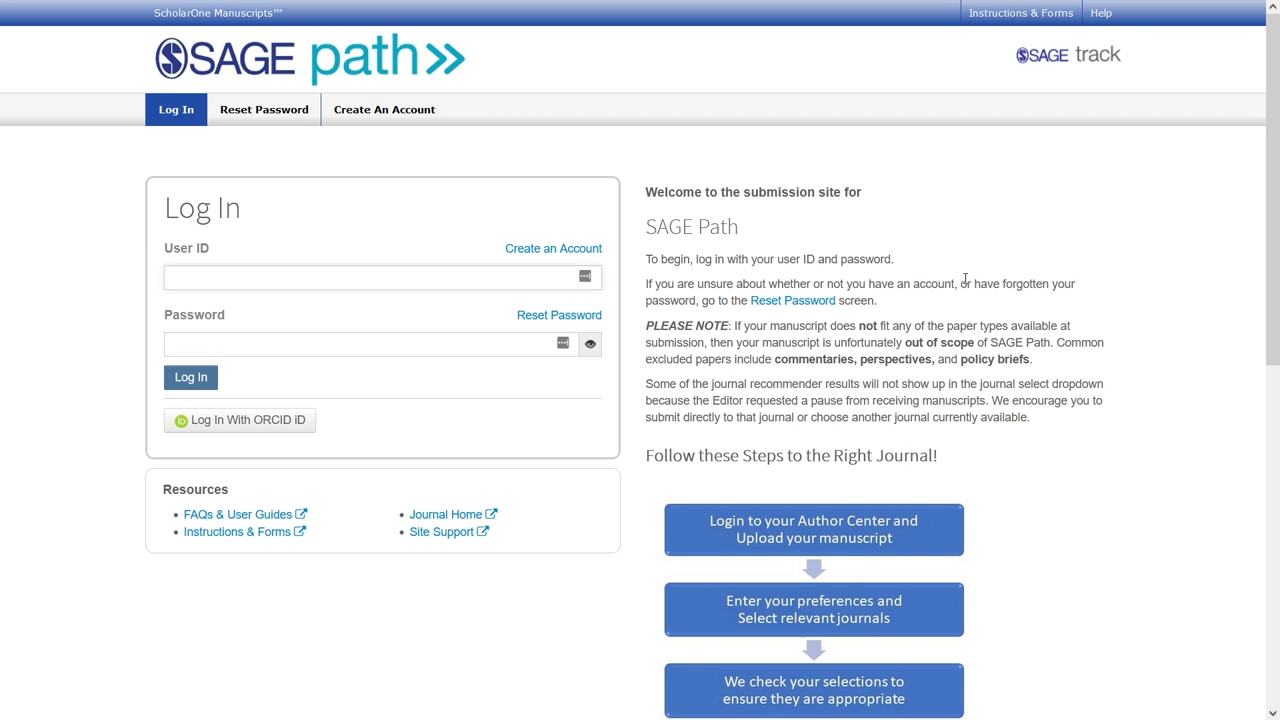 ScholarOne Manuscripts™
Instructions & Forms
Help
SAGE path
SAGE track
Log In
Reset Password
Create An Account
Log In
User ID
Create an Account
Password
Reset Password
Log In
iD Log In With ORCID iD
Resources
FAQs & User Guides
Journal Home
Instructions & Forms
Site Support
Welcome to the submission site for
SAGE Path
To begin, log in with your user ID and password.
If you are unsure about whether or not you have an account, or have forgotten your
password, go to the Reset Password screen.
PLEASE NOTE: If your manuscript does not fit any of the paper types available at
submission, then your manuscript is unfortunately out of scope of SAGE Path. Common
excluded papers include commentaries, perspectives, and policy briefs.
Some of the journal recommender results will not show up in the journal select dropdown
because the Editor requested a pause from receiving manuscripts. We encourage you to
submit directly to that journal or choose another journal currently available.
Follow these Steps to the Right Journal!
Login to your Author Center and
Upload your manuscript
Enter your preferences and
Select relevant journals
We check your selections to
ensure they are appropriate